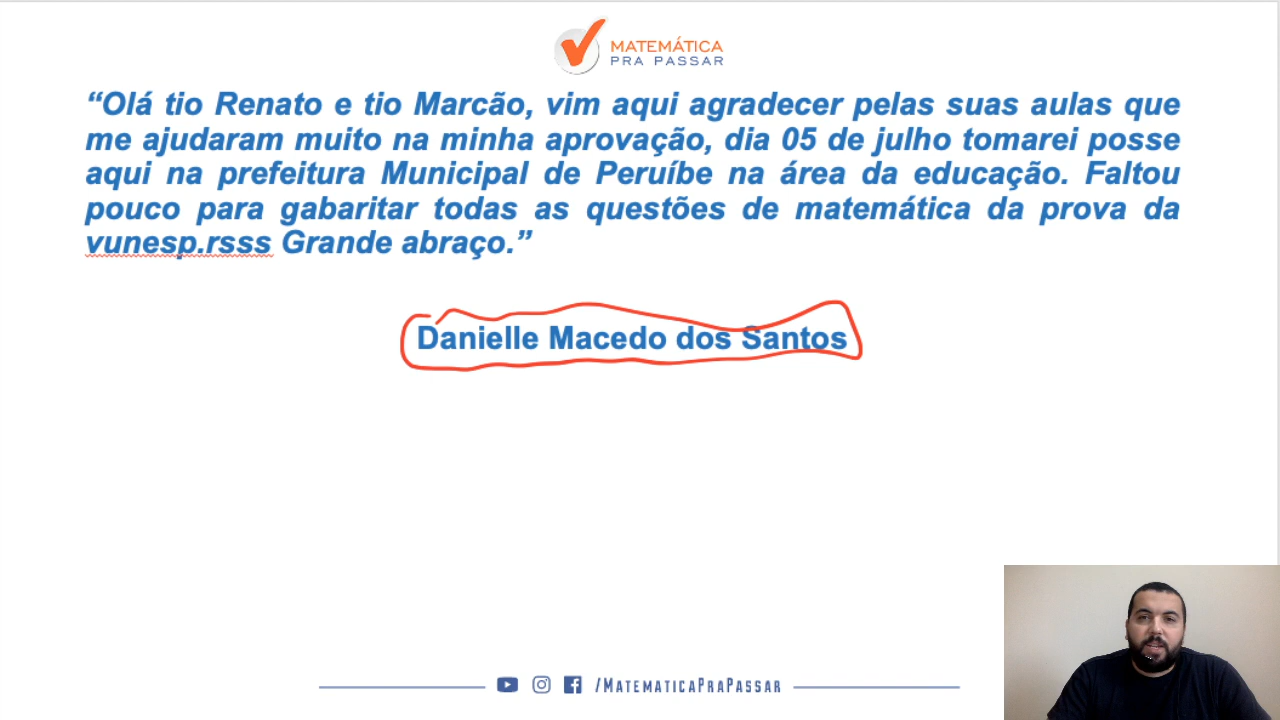 MATEMÁTICA
PRA PASSAR
“Olá tio Renato e tio Marcão, vim aqui agradecer pelas suas aulas que
me ajudaram muito na minha aprovação, dia 05 de julho tomarei posse
aqui na prefeitura Municipal de Peruíbe na área da educação. Faltou
pouco para gabaritar todas as questões de matemática da prova da
vunesp.rsss Grande abraço.”
Danielle Macedo dos Santos
/MATEMATICAPRAPASSAR